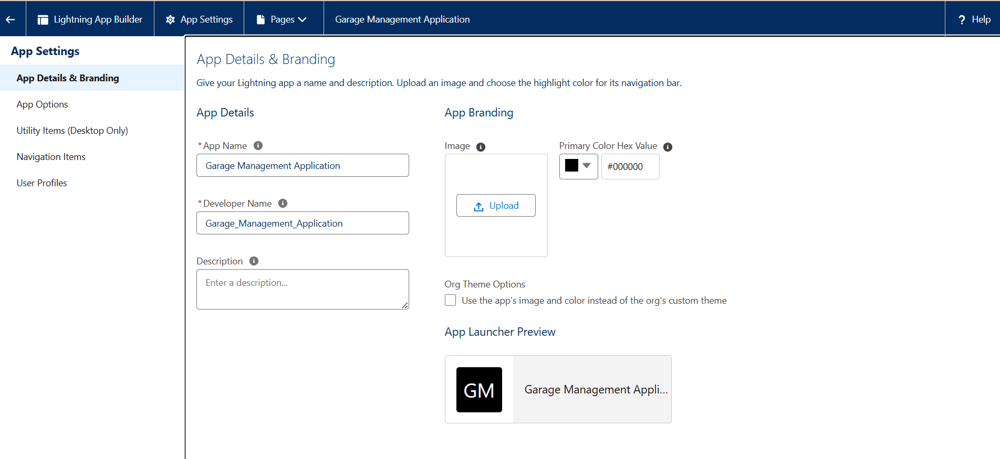 Lightning App Builder
App Settings
Pages
Garage Management Application
? Help
App Settings
App Details & Branding
App Options
Utility Items (Desktop Only)
Navigation Items
User Profiles
App Details & Branding
Give your Lightning app a name and description. Upload an image and choose the highlight color for its navigation bar.
App Details
*App Name
Garage Management Application
*Developer Name
Garage_Management_Application
Description
Enter a description...
App Branding
Image
Upload
Primary Color Hex Value
#000000
Org Theme Options
Use the app's image and color instead of the org's custom theme
App Launcher Preview
GM
Garage Management Appli...